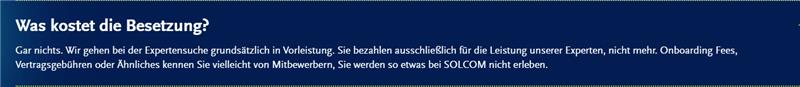 Was kostet die Besetzung?
Gar nichts. Wir gehen bei der Expertensuche grundsätzlich in Vorleistung. Sie bezahlen ausschließlich für die Leistung unserer Experten, nicht mehr. Onboarding Fees,
Vertragsgebühren oder Ähnliches kennen Sie vielleicht von Mitbewerbern, Sie werden so etwas bei SOLCOM nicht erleben.